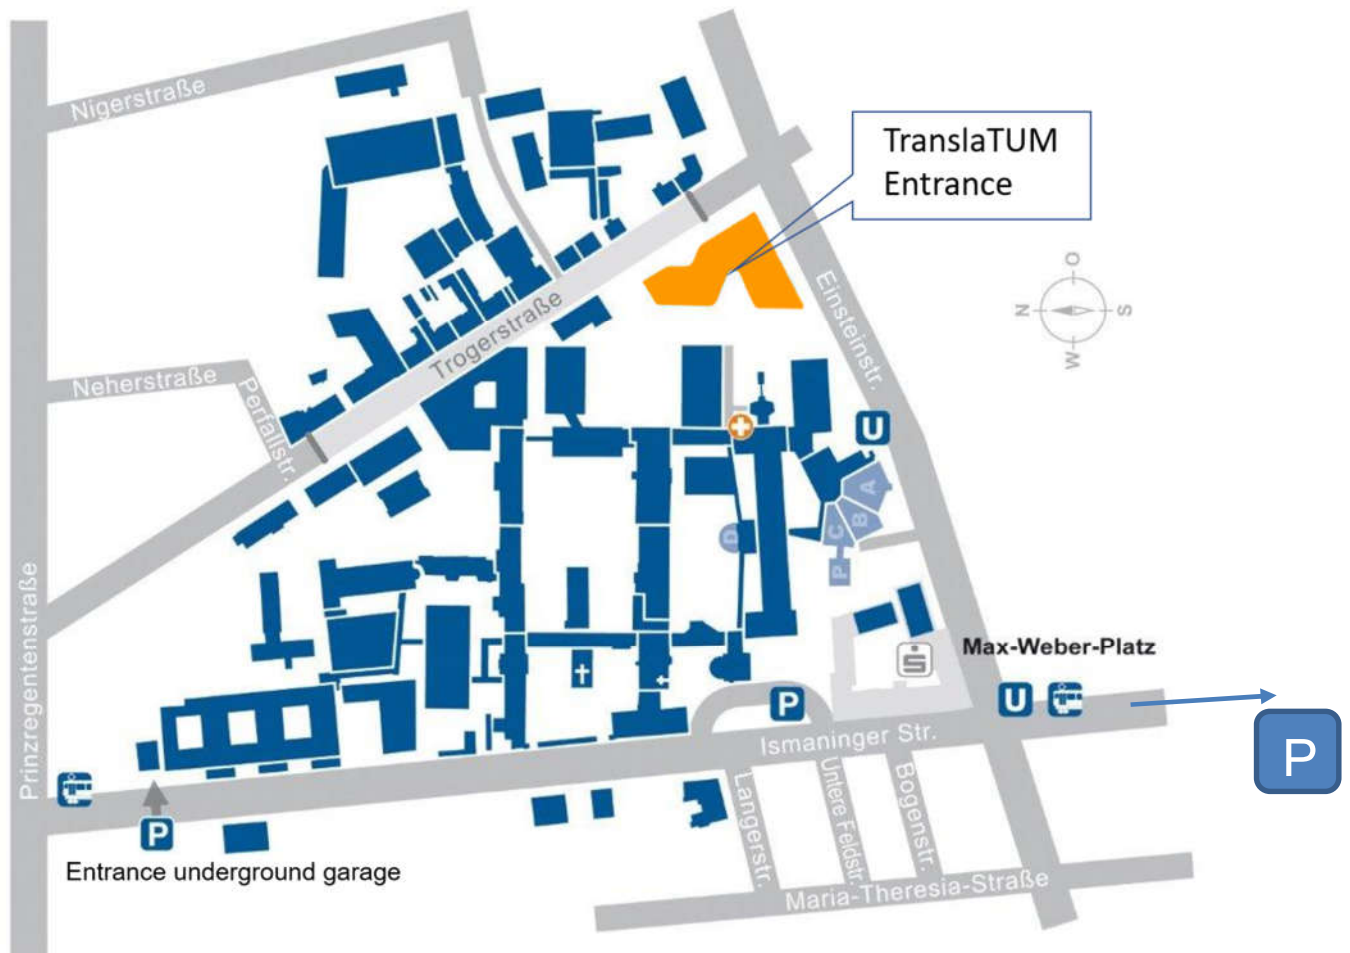 Nigerstraße
TranslaTUM
Entrance
O
N
S
W
Einsteinstr.
Trogerstraße
Neherstraße
Perfallstr.
U
A
B
C
D
P
Prinzregentenstraße
Max-Weber-Platz
U
P
P
Ismaninger Str.
P
Langerstr.
Untere Feldstr.
Bogenstr.
Entrance underground garage
Maria-Theresia-Straße